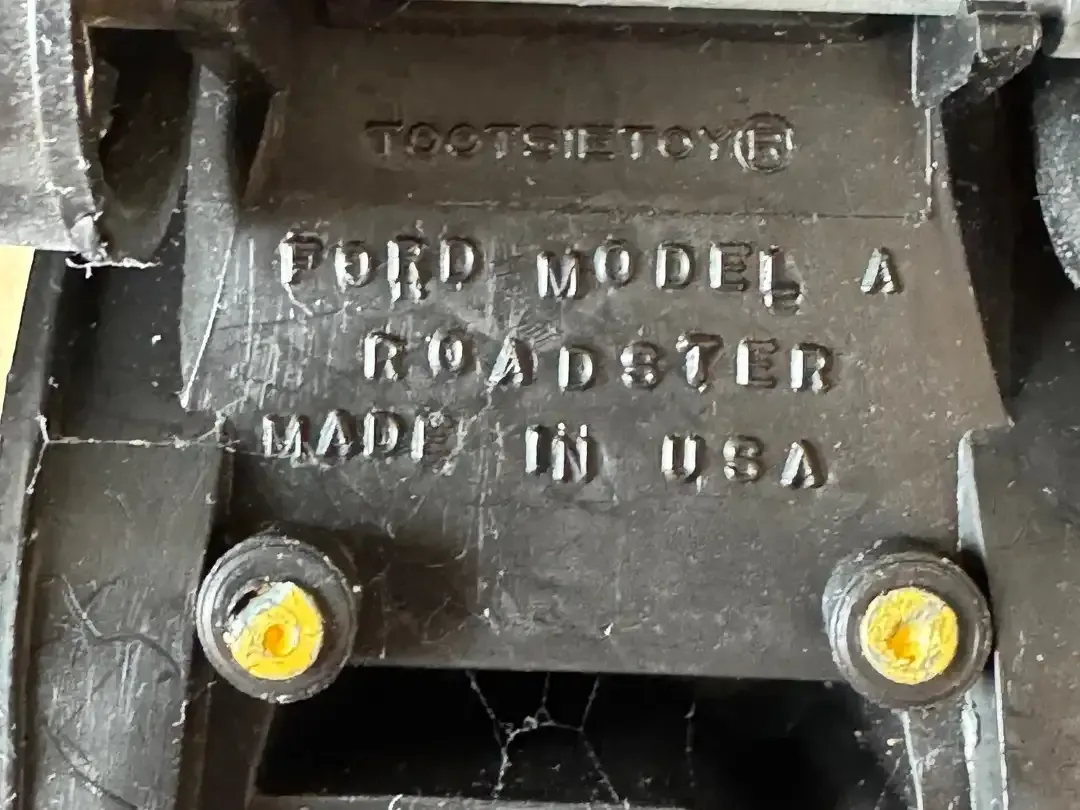 TOOTSIETOY®
FORD MODEL A
ROADSTER
MADE IN USA